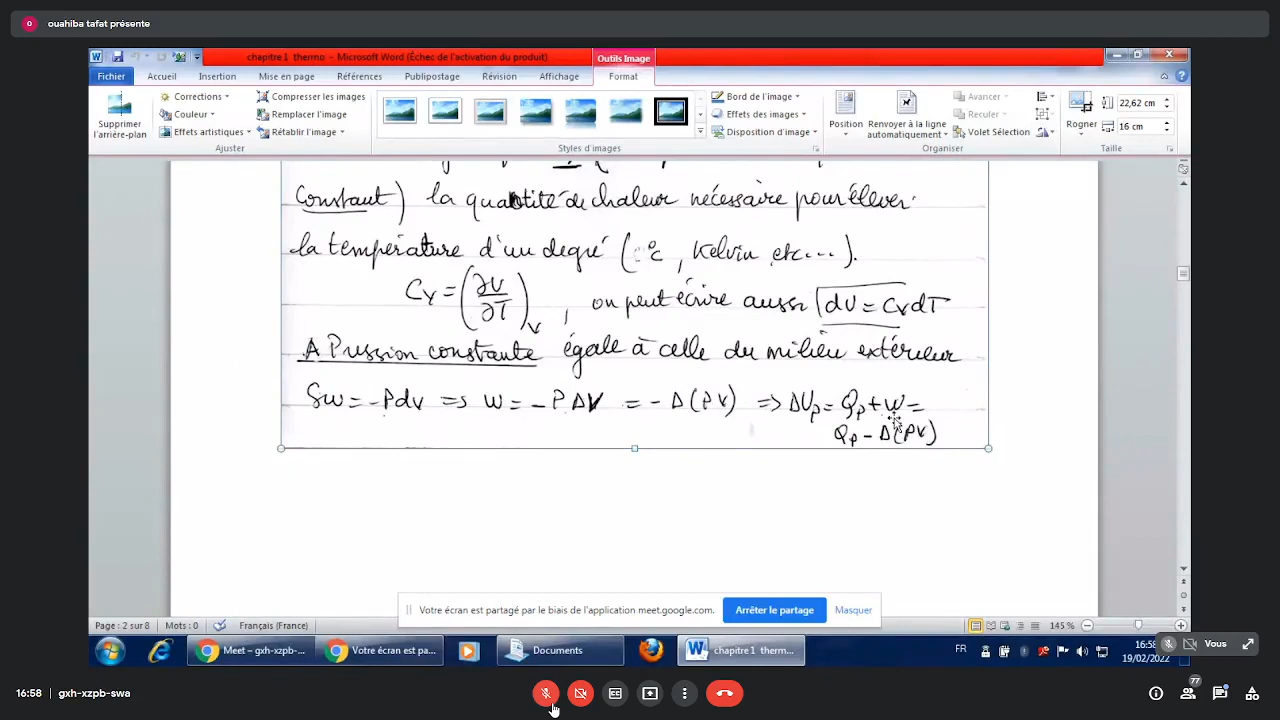 ouahiba tafat présente
chapitre 1 thermo - Microsoft Word (Échec de l'activation du produit)
Outils Image
Fichier Accueil Insertion Mise en page Références Publipostage Révision Affichage Format
Supprimer l'arrière-plan
Corrections
Couleur
Effets artistiques
Compresser les images
Remplacer l'image
Rétablir l'image
Ajuster
Styles d'images
Bord de l'image
Effets des images
Disposition d'image
Position
Renvoyer à la ligne automatiquement
Avancer
Reculer
Volet Sélection
Organiser
Rogner
22,62 cm
16 cm
Taille
Constant) la quantité de chaleur nécessaire pour élever
la température d'un degré (°c, Kelvin etc...).
Cv = (∂U/∂T)v, on peut écrire aussi dU = CvdT
A Pression constante égale à celle du milieu extérieur
δw = -Pdv => w = -PΔV = -Δ(PV) => ΔUp = Qp + w =
Qp - Δ(PV)
Votre écran est partagé par le biais de l'application meet.google.com. Arrêter le partage Masquer
Page : 2 sur 8 Mots : 0 Français (France) 145 %
Meet – gxh-xzpb-... Votre écran est pa... Documents chapitre 1 therm... FR 16:58
19/02/2022
Vous
16:58 gxh-xzpb-swa
77